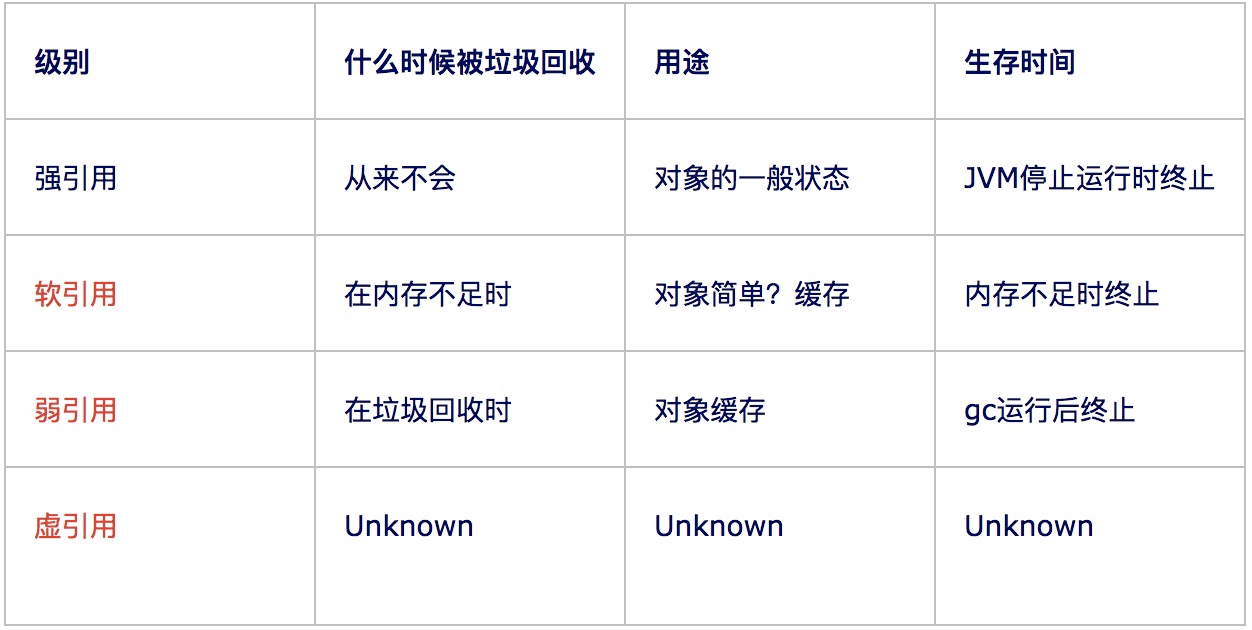 级别 什么时候被垃圾回收 用途 生存时间
强引用 从来不会 对象的一般状态 JVM停止运行时终止
软引用 在内存不足时 对象简单？缓存 内存不足时终止
弱引用 在垃圾回收时 对象缓存 gc运行后终止
虚引用 Unknown Unknown Unknown